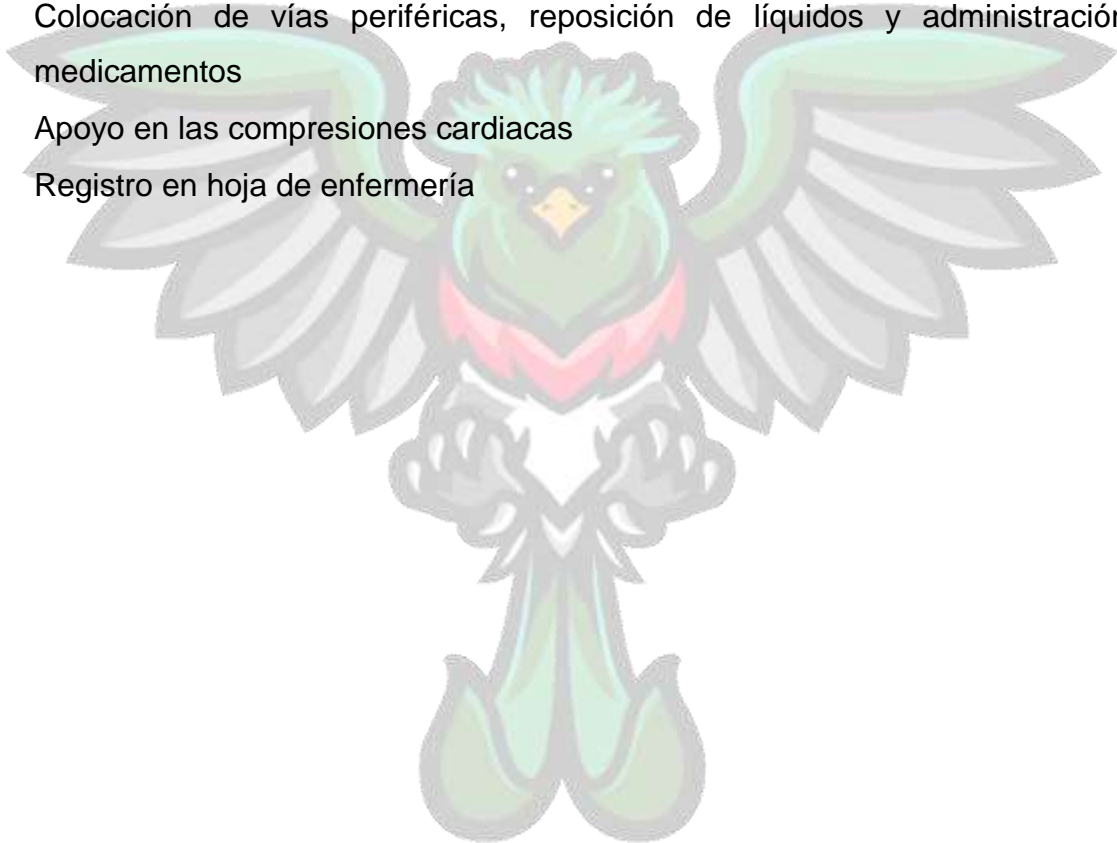 Colocación de vías periféricas, reposición de líquidos y administración
medicamentos
Apoyo en las compresiones cardiacas
Registro en hoja de enfermería